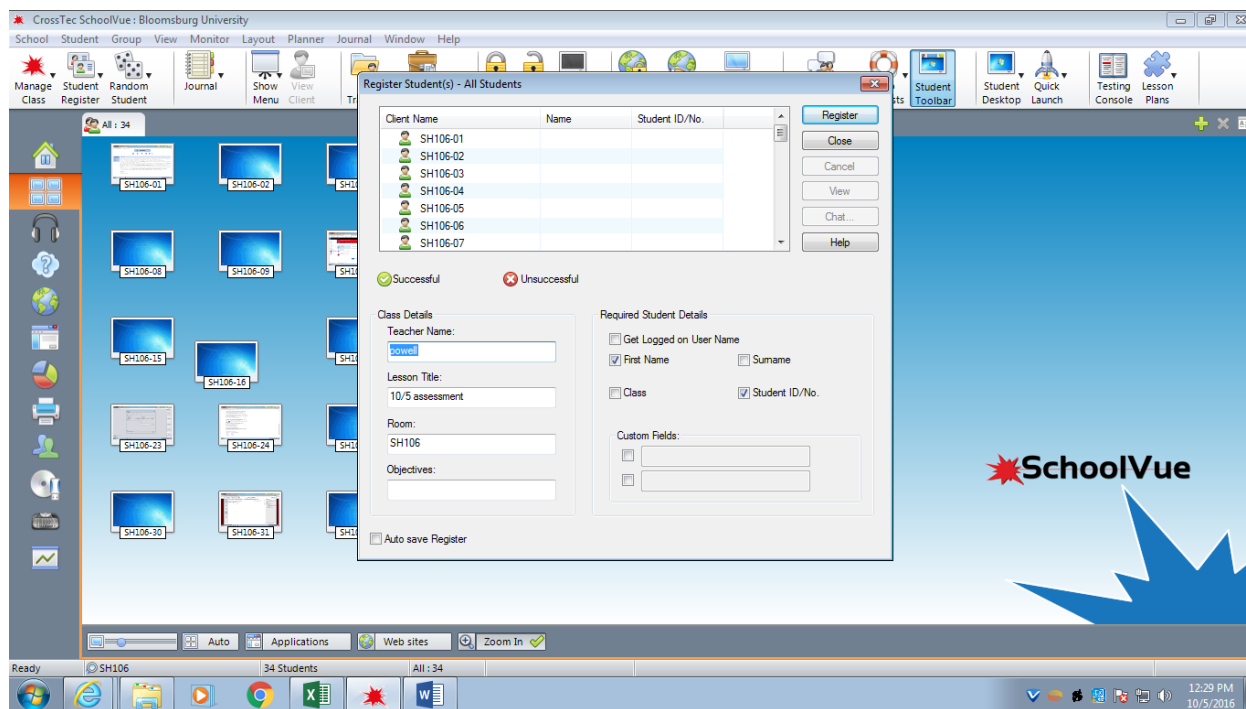 CrossTec SchoolVue : Bloomsburg University
School Student Group View Monitor Layout Planner Journal Window Help
Manage Class
Student Register
Random Student
Journal
Show Menu
View Client
Student Toolbar
Student Desktop
Quick Launch
Testing Console
Lesson Plans
All : 34
Register Student(s) - All Students
Client Name Name Student ID/No.
SH106-01
SH106-02
SH106-03
SH106-04
SH106-05
SH106-06
SH106-07
Register
Close
Cancel
View
Chat...
Help
Successful Unsuccessful
Class Details
Teacher Name:
powell
Lesson Title:
10/5 assessment
Room:
SH106
Objectives:
Required Student Details
Get Logged on User Name
First Name Surname
Class Student ID/No.
Custom Fields:
Auto save Register
SH106-01 SH106-02
SH106-08 SH106-09
SH106-15 SH106-16
SH106-23 SH106-24
SH106-30 SH106-31
SchoolVue
Auto Applications Web sites Zoom In
Ready SH106 34 Students All : 34
12:29 PM
10/5/2016